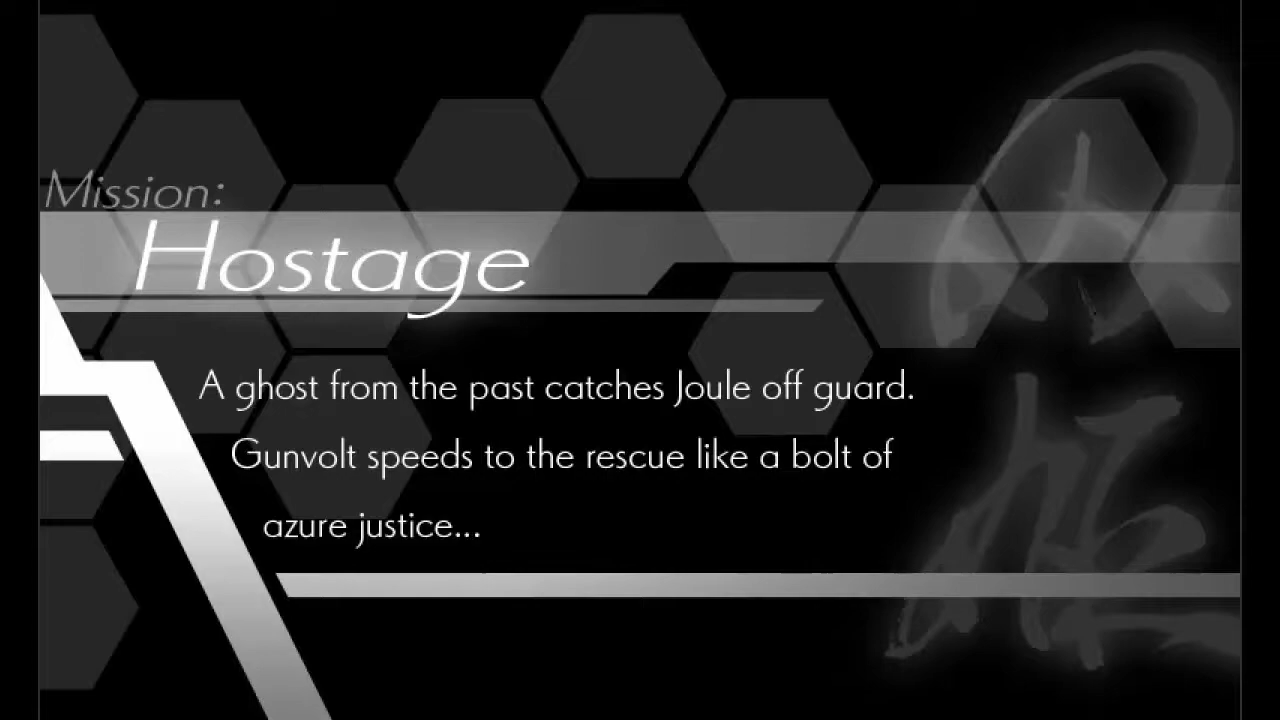 Mission:
Hostage
A ghost from the past catches Joule off guard.
Gunvolt speeds to the rescue like a bolt of
azure justice...